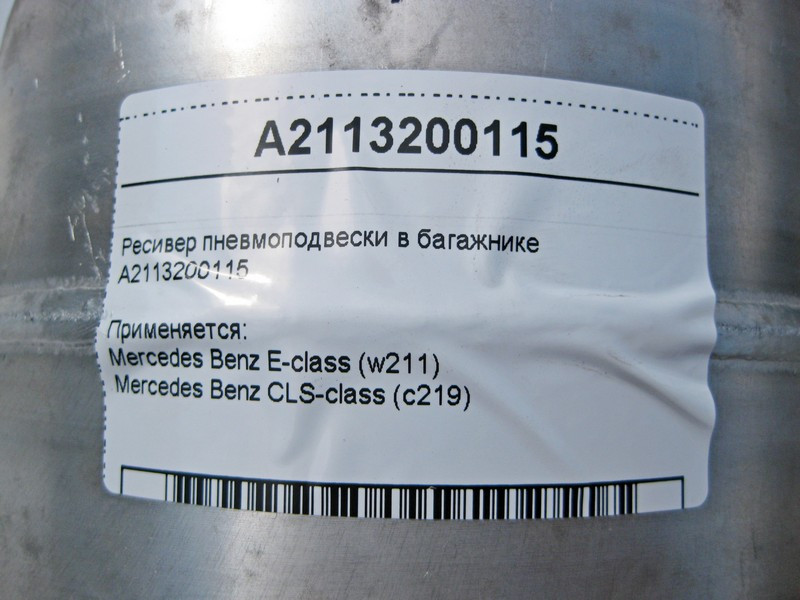 A2113200115
Ресивер пневмоподвески в багажнике
A2113200115
Применяется:
Mercedes Benz E-class (w211)
Mercedes Benz CLS-class (c219)